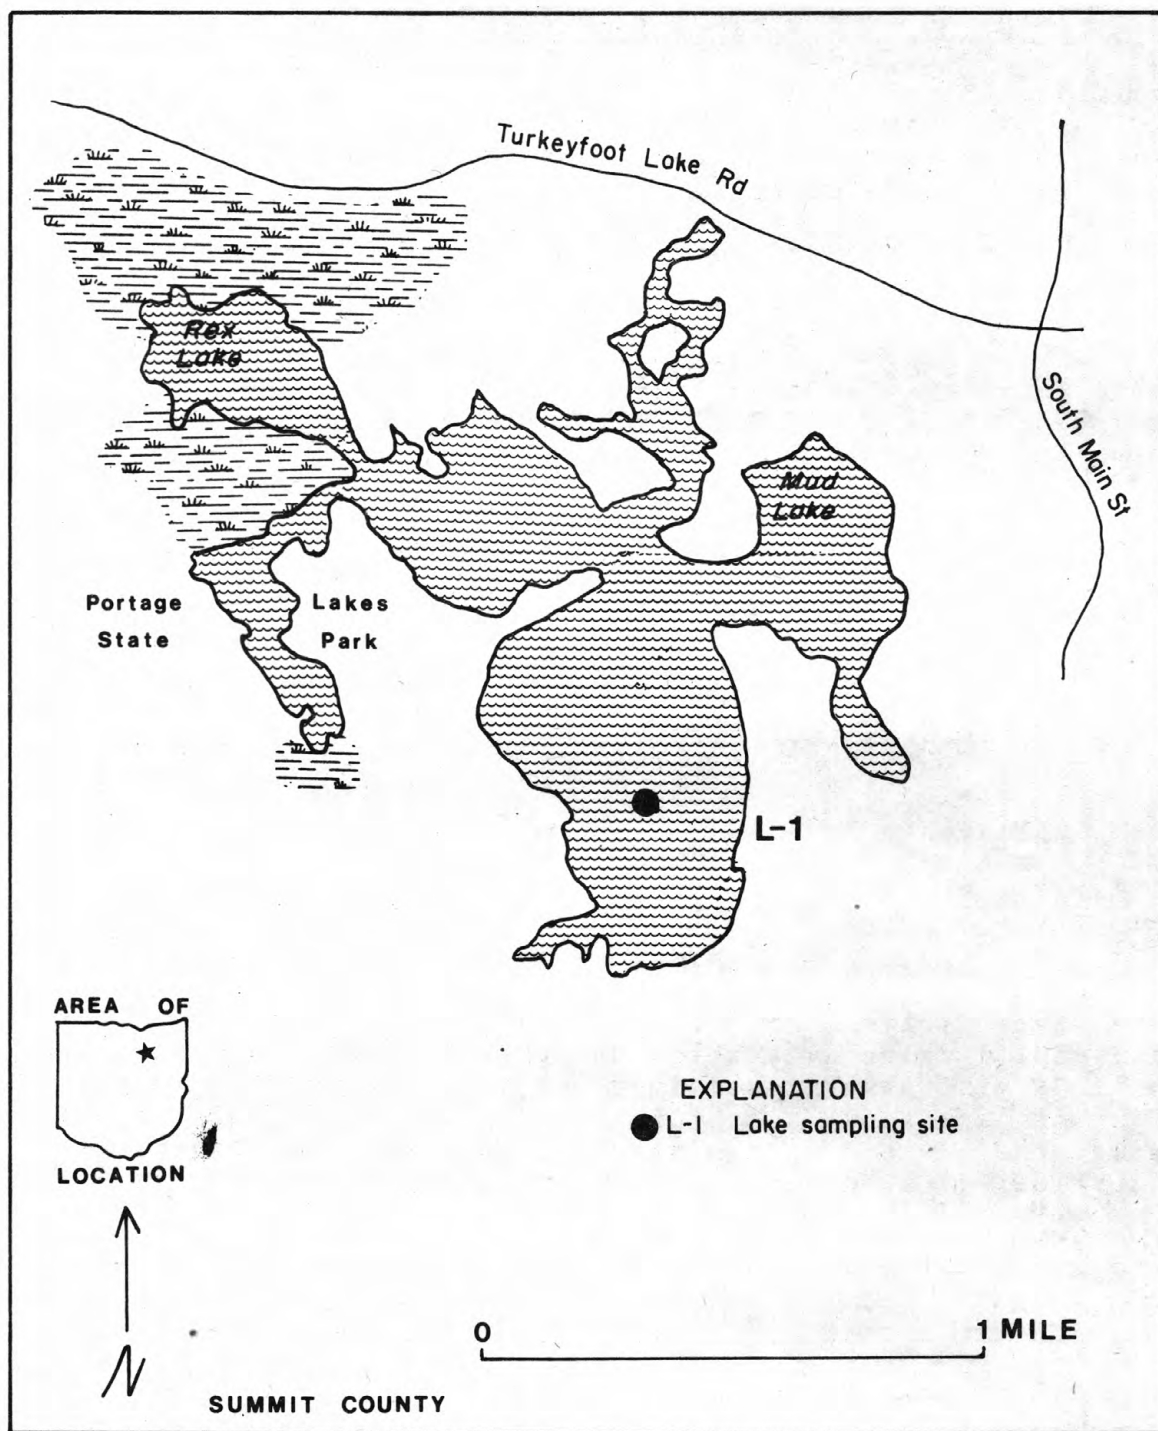 Turkeyfoot Lake Rd
Rex
Lake
South Main St
Mud
Lake
Portage
State
Lakes
Park
L-1
AREA OF
LOCATION
EXPLANATION
L-1 Lake sampling site
N
0
1 MILE
SUMMIT COUNTY